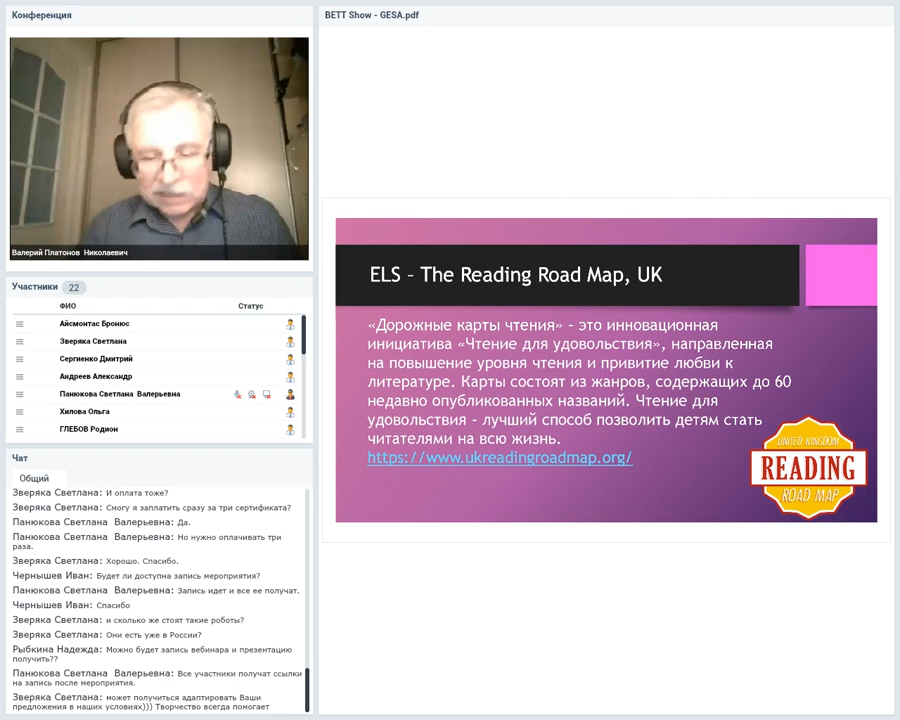 Конференция
Валерий Платонов Николаевич
Участники 22
ФИО Статус
Айсмонтас Бронюс
Зверяка Светлана
Сергиенко Дмитрий
Андреев Александр
Панюкова Светлана Валерьевна
Хилова Ольга
ГЛЕБОВ Родион
Чат
Общий
Зверяка Светлана: И оплата тоже?
Зверяка Светлана: Смогу я заплатить сразу за три сертификата?
Панюкова Светлана Валерьевна: Да.
Панюкова Светлана Валерьевна: Но нужно оплачивать три
раза.
Зверяка Светлана: Хорошо. Спасибо.
Чернышев Иван: Будет ли доступна запись мероприятия?
Панюкова Светлана Валерьевна: Запись идет и все ее получат.
Чернышев Иван: Спасибо
Зверяка Светлана: и сколько же стоят такие роботы?
Зверяка Светлана: Они есть уже в России?
Рыбкина Надежда: Можно будет запись вебинара и презентацию
получить??
Панюкова Светлана Валерьевна: Все участники получат ссылки
на запись после мероприятия.
Зверяка Светлана: может получиться адаптировать Ваши
предложения в наших условиях))) Творчество всегда помогает
BETT Show - GESA.pdf
ELS – The Reading Road Map, UK
«Дорожные карты чтения» - это инновационная
инициатива «Чтение для удовольствия», направленная
на повышение уровня чтения и привитие любви к
литературе. Карты состоят из жанров, содержащих до 60
недавно опубликованных названий. Чтение для
удовольствия - лучший способ позволить детям стать
читателями на всю жизнь.
https://www.ukreadingroadmap.org/
UNITED KINGDOM
READING
ROAD MAP